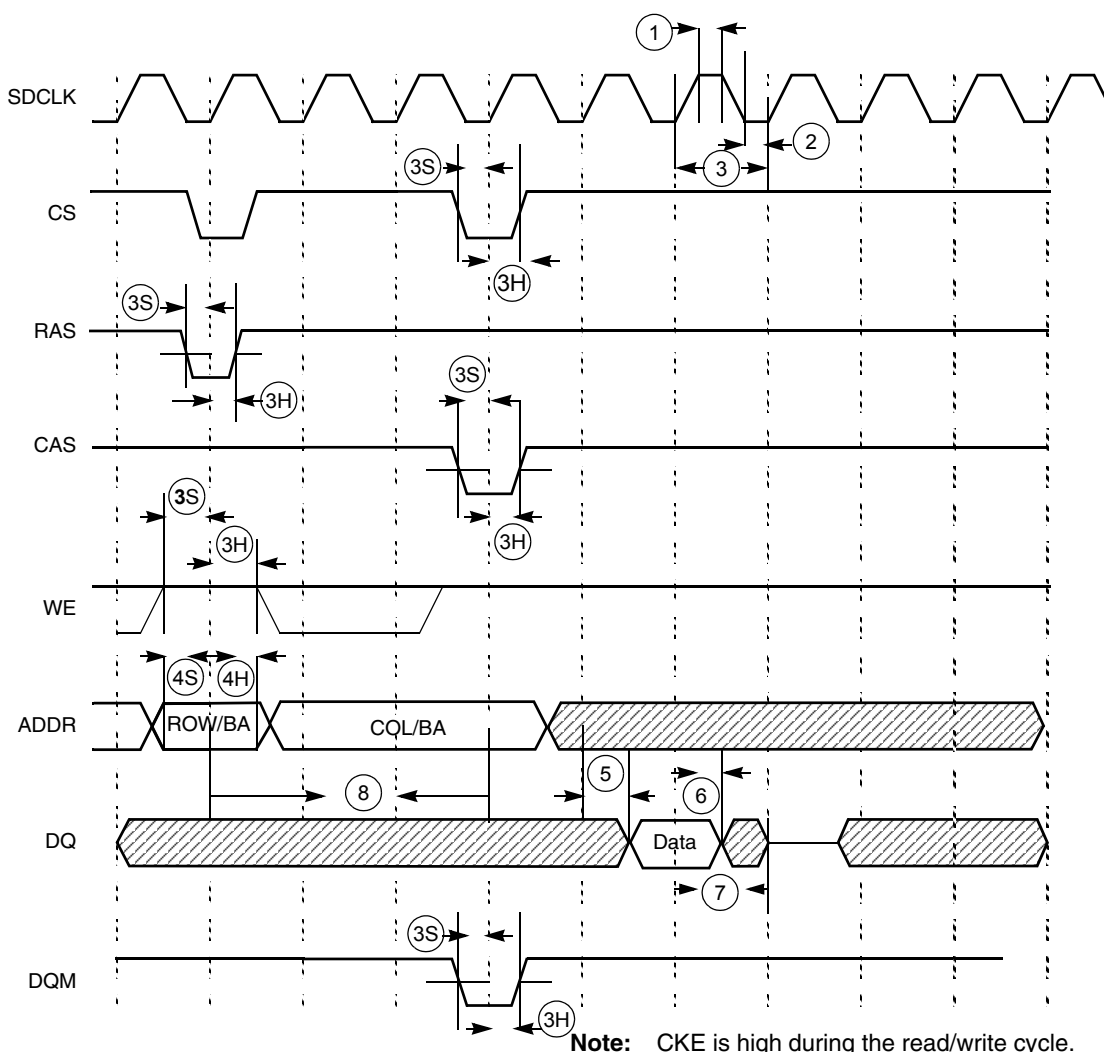 1
SDCLK
2
3S
3
CS
3H
3S
RAS
3S
3H
CAS
3S
3H
3H
WE
4S
4H
ADDR
ROW/BA
COL/BA
5
6
8
DQ
Data
7
3S
DQM
3H
Note: CKE is high during the read/write cycle.